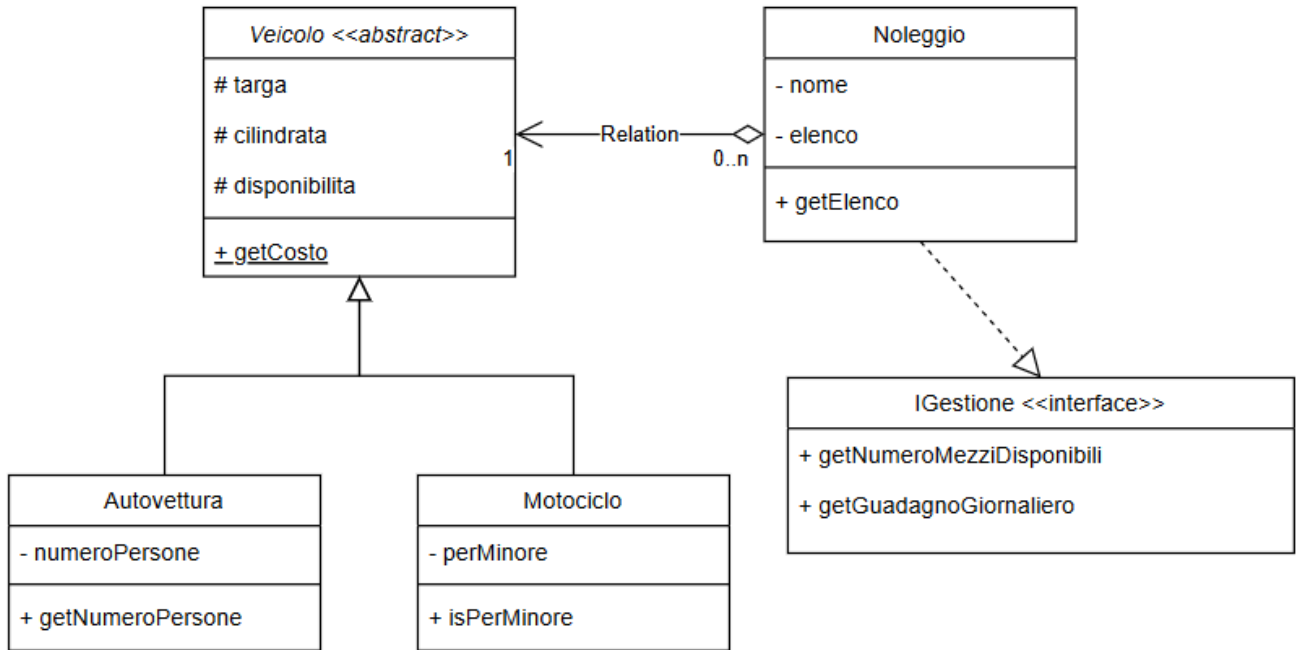 Veicolo <<abstract>>
# targa
# cilindrata
# disponibilita
+ getCosto
1
Relation
0..n
Noleggio
- nome
- elenco
+ getElenco
IGestione <<interface>>
+ getNumeroMezziDisponibili
+ getGuadagnoGiornaliero
Autovettura
- numeroPersone
+ getNumeroPersone
Motociclo
- perMinore
+ isPerMinore